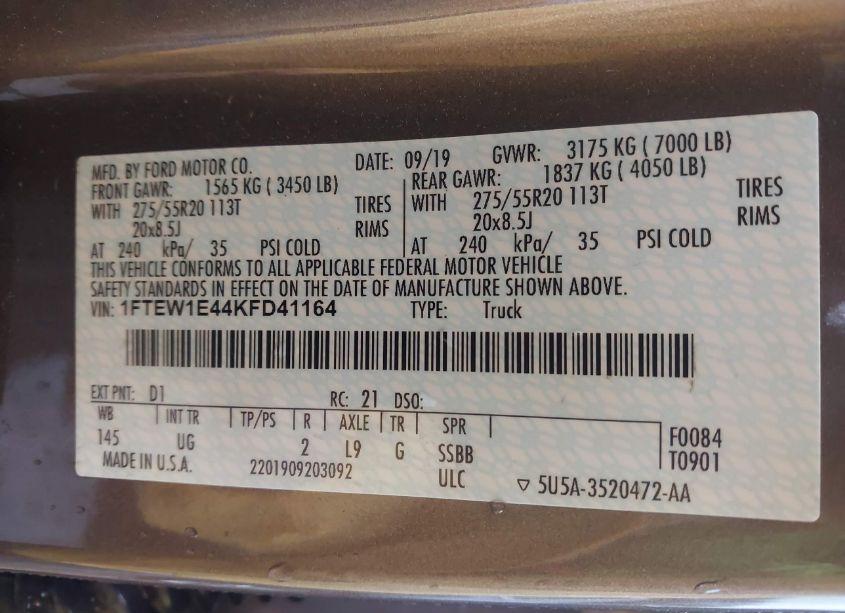 MFD. BY FORD MOTOR CO. DATE: 09/19 GVWR: 3175 KG ( 7000 LB)
FRONT GAWR: 1565 KG ( 3450 LB) REAR GAWR: 1837 KG ( 4050 LB)
WITH 275/55R20 113T TIRES WITH 275/55R20 113T TIRES
20x8.5J RIMS 20x8.5J RIMS
AT 240 kPa/ 35 PSI COLD AT 240 kPa/ 35 PSI COLD
THIS VEHICLE CONFORMS TO ALL APPLICABLE FEDERAL MOTOR VEHICLE
SAFETY STANDARDS IN EFFECT ON THE DATE OF MANUFACTURE SHOWN ABOVE.
VIN: 1FTEW1E44KFD41164 TYPE: Truck
EXT PNT: D1 RC: 21 DSO:
WB INT TR TP/PS R AXLE TR SPR F0084
145 UG 2 L9 G SSBB T0901
MADE IN U.S.A. 2201909203092 ULC ▽ 5U5A-3520472-AA